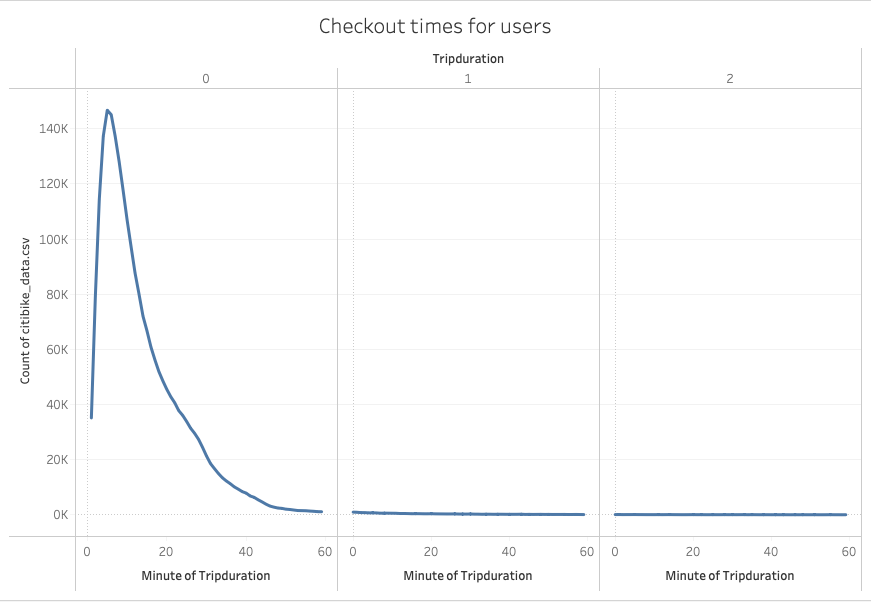 Checkout times for users
Tripduration
0 1 2
Count of citibike_data.csv
140K
120K
100K
80K
60K
40K
20K
0K
0 20 40 60 0 20 40 60 0 20 40 60
Minute of Tripduration Minute of Tripduration Minute of Tripduration